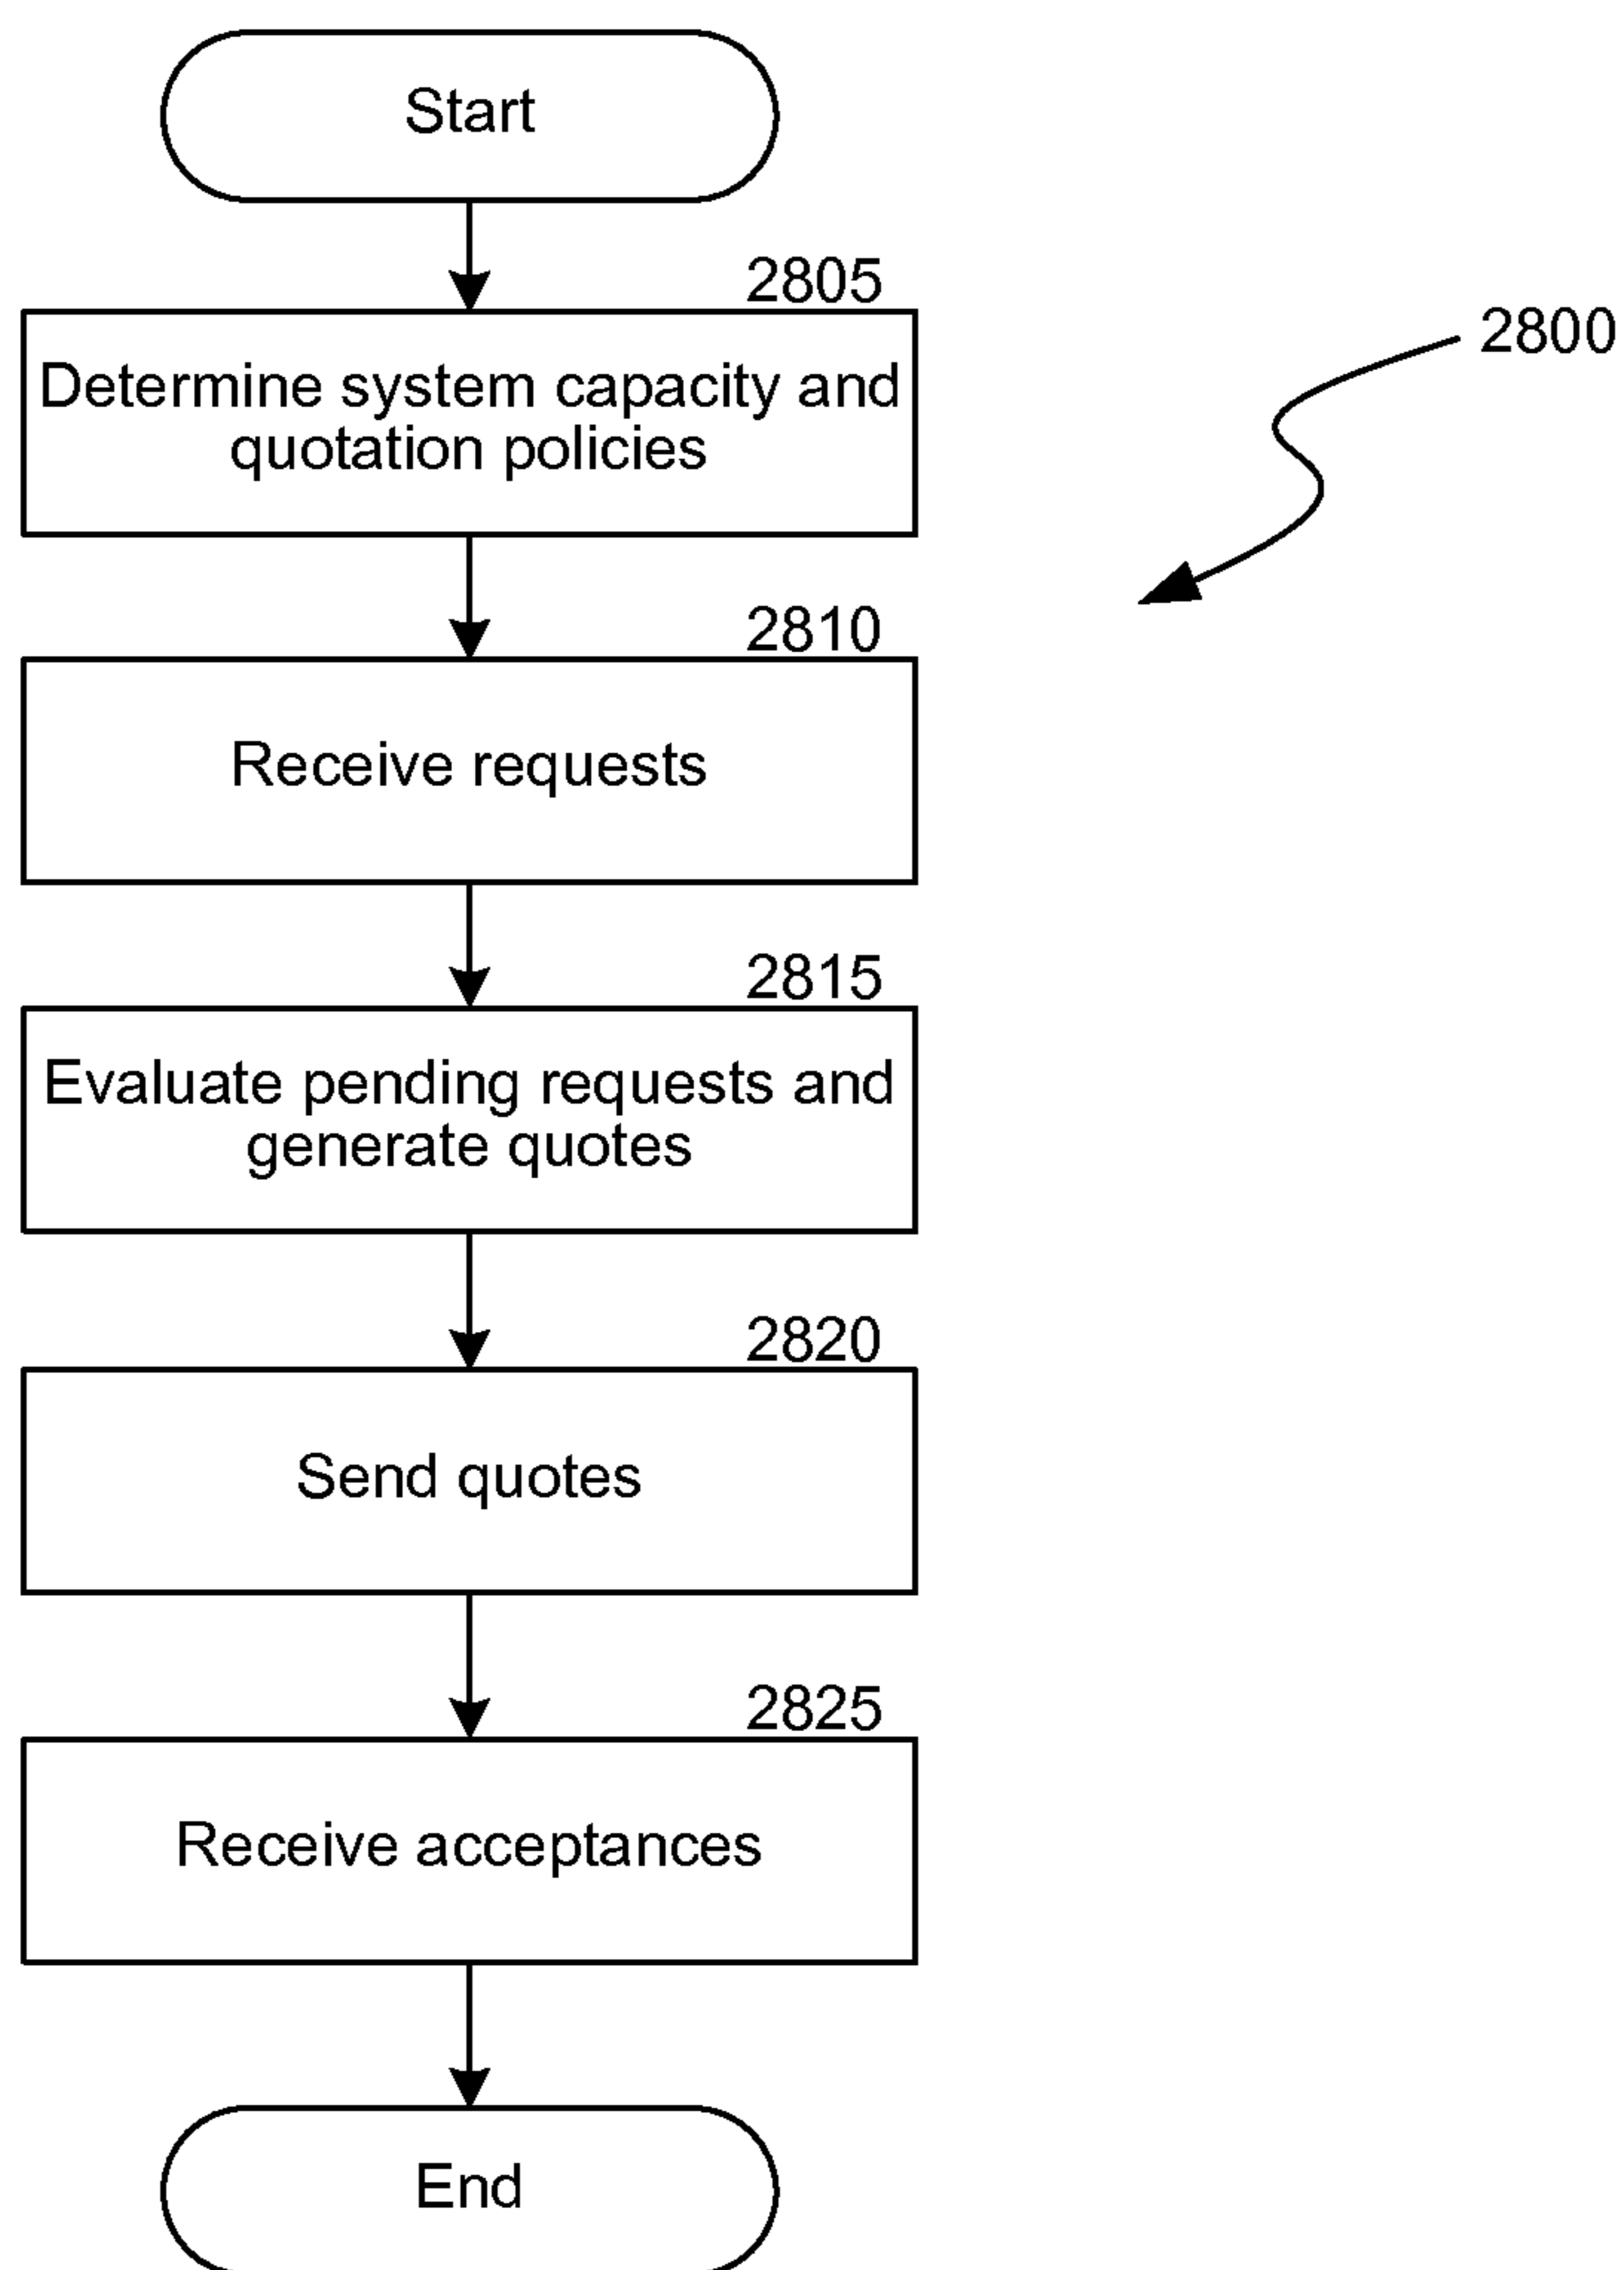 Start
2805
Determine system capacity and
quotation policies
2800
2810
Receive requests
2815
Evaluate pending requests and
generate quotes
2820
Send quotes
2825
Receive acceptances
End